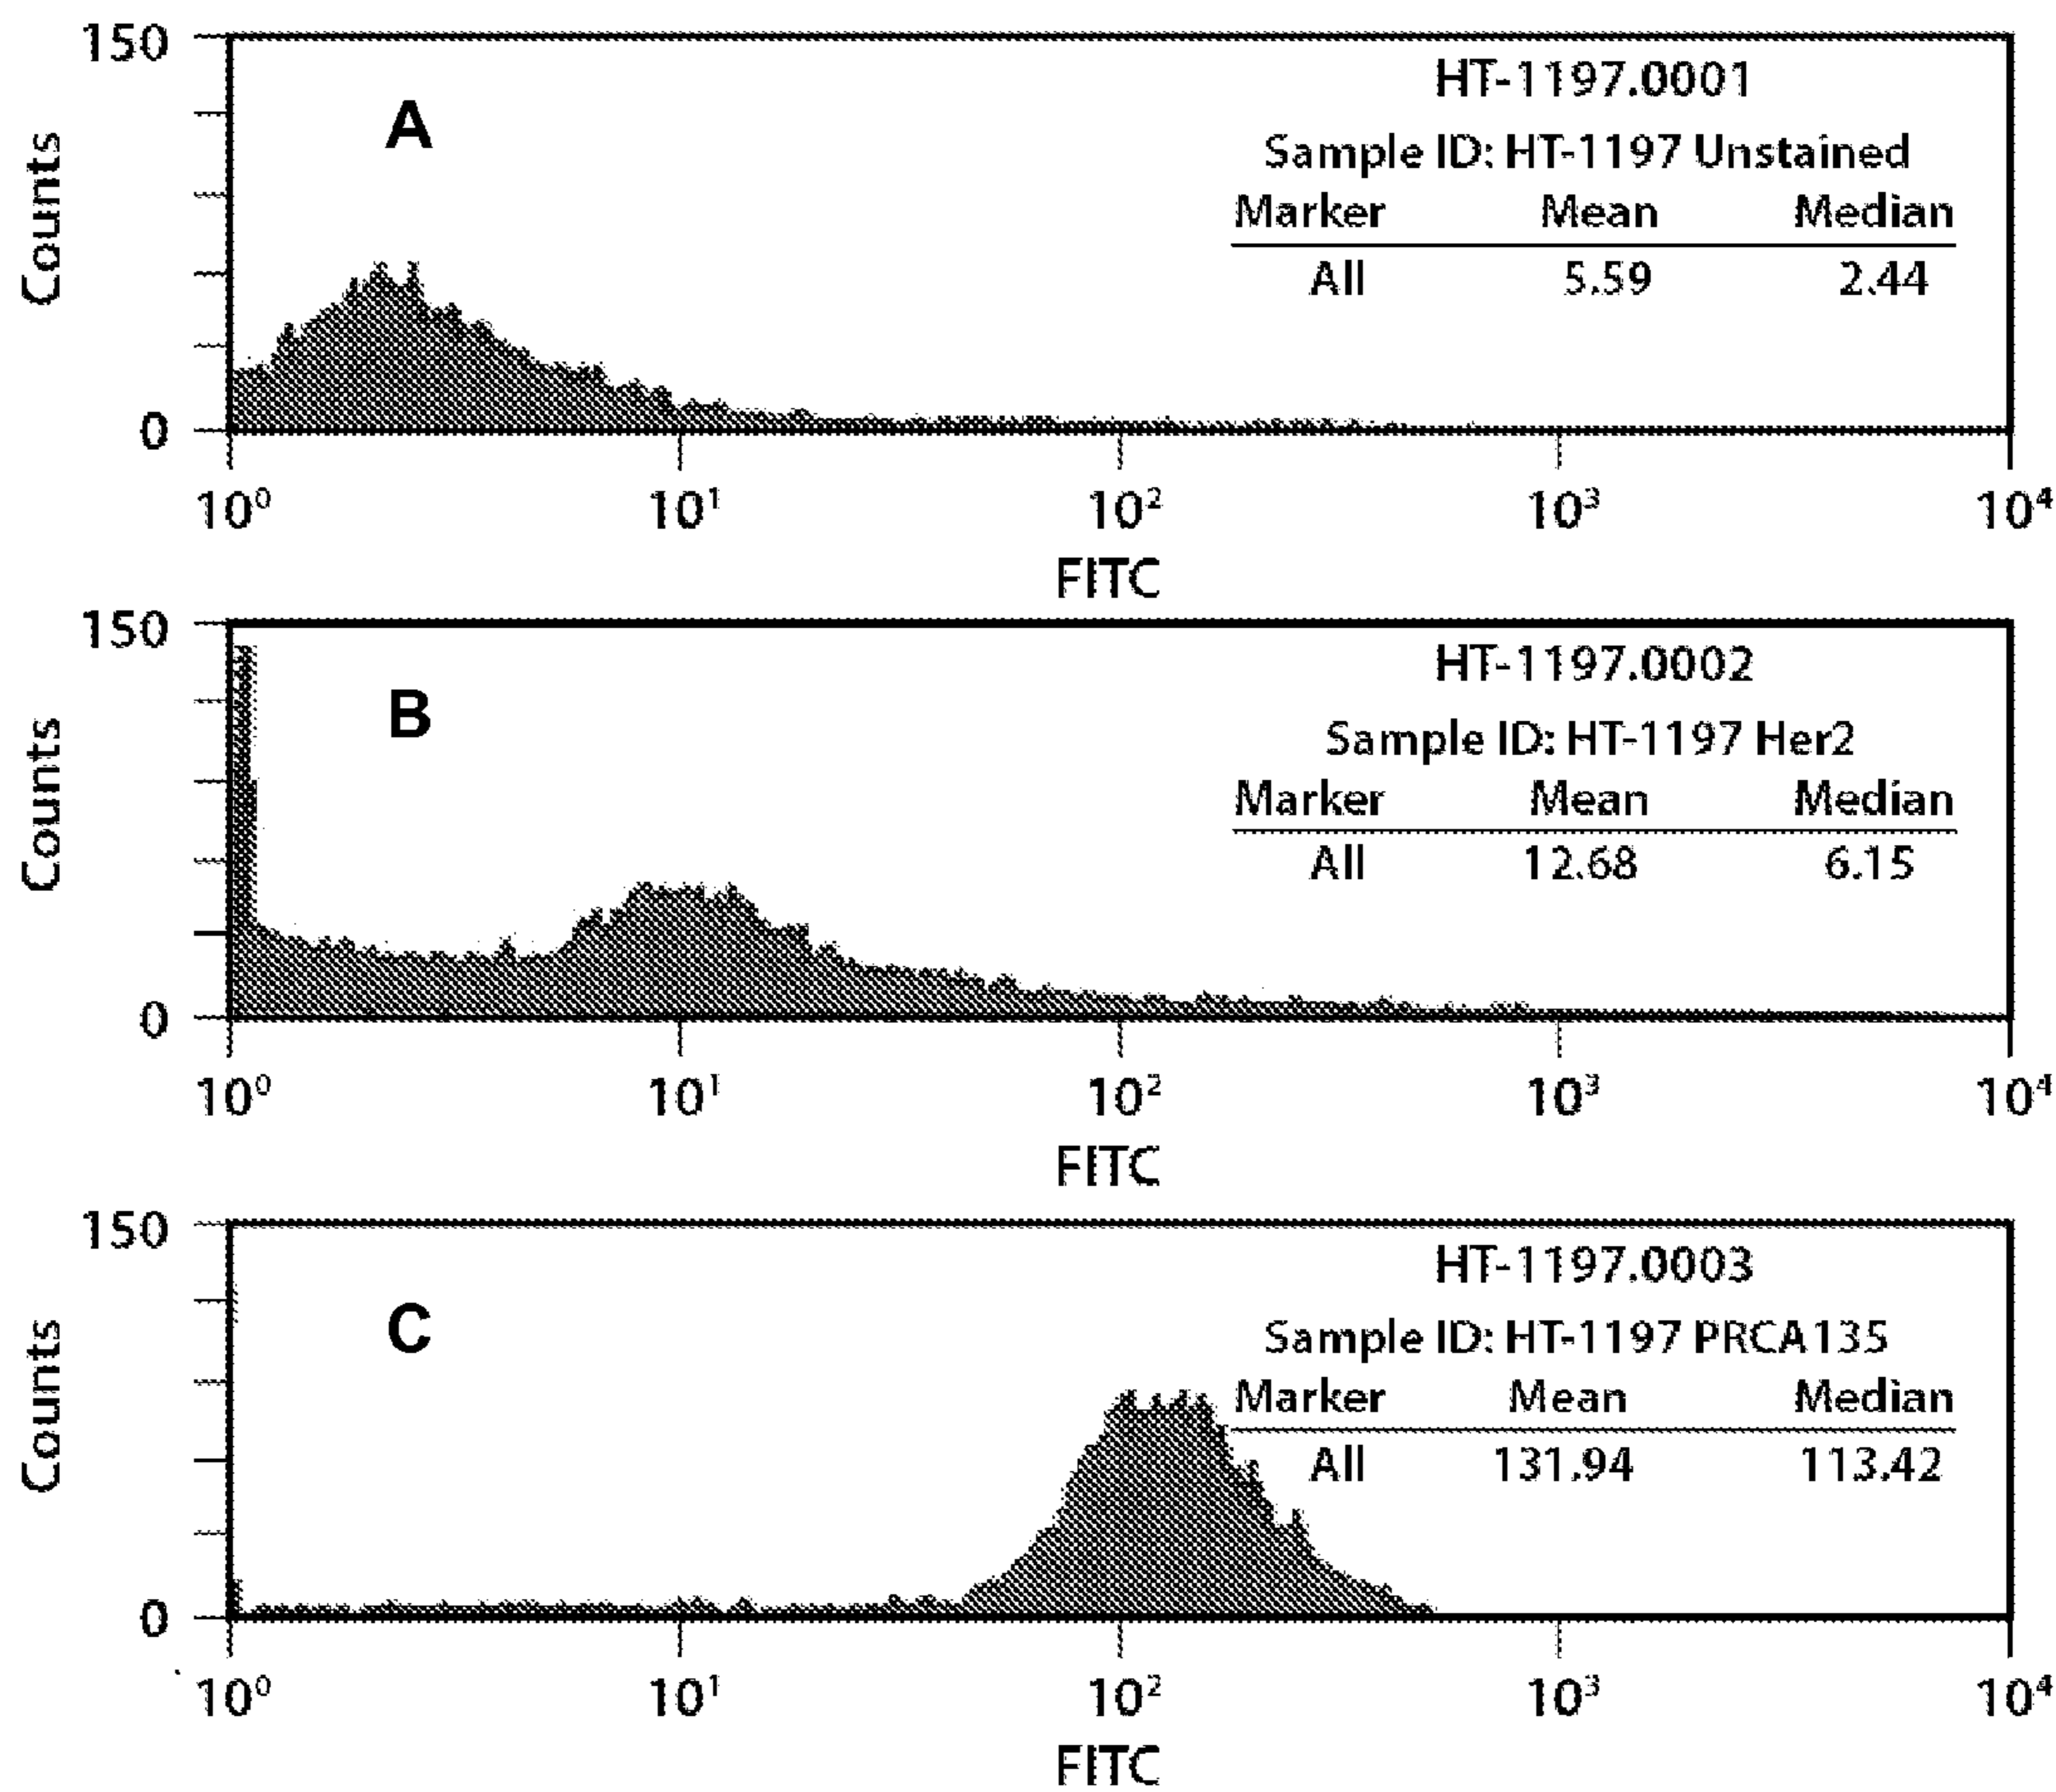 150
A
HT-1197.0001
Sample ID: HT-1197 Unstained
Marker Mean Median
All 5.59 2.44
Counts
0
10⁰ 10¹ 10² 10³ 10⁴
FITC
150
B
HT-1197.0002
Sample ID: HT-1197 Her2
Marker Mean Median
All 12.68 6.15
Counts
0
10⁰ 10¹ 10² 10³ 10⁴
FITC
150
C
HT-1197.0003
Sample ID: HT-1197 PRCA135
Marker Mean Median
All 131.94 113.42
Counts
0
10⁰ 10¹ 10² 10³ 10⁴
FITC